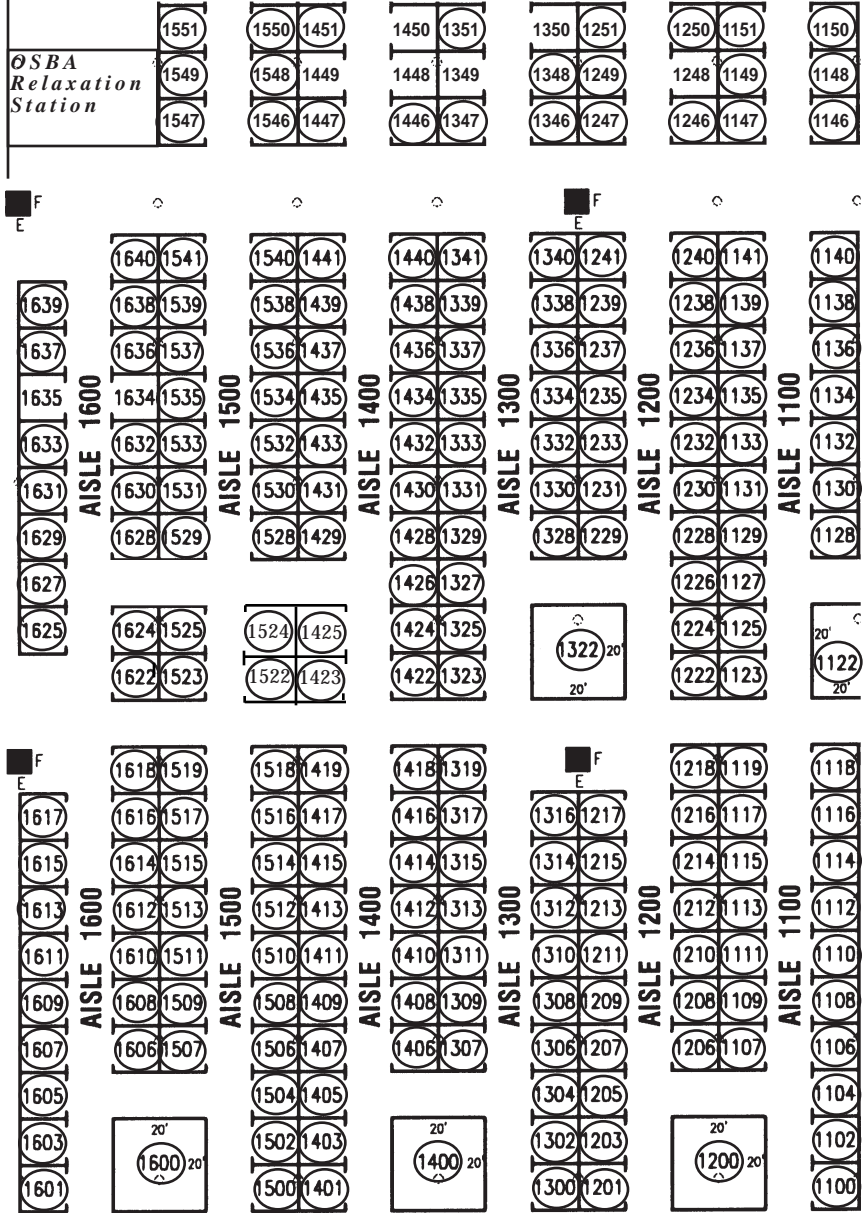 1551 1550 1451 1450 1351 1350 1251 1250 1151 1150
OSBA
Relaxation
Station
1549 1548 1449 1448 1349 1348 1249 1248 1149 1148
1547 1546 1447 1446 1347 1346 1247 1246 1147 1146
F F
E E
1640 1541 1540 1441 1440 1341 1340 1241 1240 1141 1140
1639 1638 1539 1538 1439 1438 1339 1338 1239 1238 1139 1138
1637 1636 1537 1536 1437 1436 1337 1336 1237 1236 1137 1136
1635 1634 1535 1534 1435 1434 1335 1334 1235 1234 1135 1134
1633 1632 1533 1532 1433 1432 1333 1332 1233 1232 1133 1132
1631 1630 1531 1530 1431 1430 1331 1330 1231 1230 1131 1130
1629 1628 1529 1528 1429 1428 1329 1328 1229 1228 1129 1128
AISLE 1600 AISLE 1500 AISLE 1400 AISLE 1300 AISLE 1200 AISLE 1100
1627 1426 1327 1226 1127
1625 1624 1525 1524 1425 1424 1325 1322 20' 1224 1125 20'
1622 1523 1522 1423 1422 1323 20' 1222 1123 1122
20'
F F
E E
1618 1519 1518 1419 1418 1319 1218 1119 1118
1617 1616 1517 1516 1417 1416 1317 1316 1217 1216 1117 1116
1615 1614 1515 1514 1415 1414 1315 1314 1215 1214 1115 1114
1613 1612 1513 1512 1413 1412 1313 1312 1213 1212 1113 1112
1611 1610 1511 1510 1411 1410 1311 1310 1211 1210 1111 1110
1609 1608 1509 1508 1409 1408 1309 1308 1209 1208 1109 1108
1607 1606 1507 1506 1407 1406 1307 1306 1207 1206 1107 1106
AISLE 1600 AISLE 1500 AISLE 1400 AISLE 1300 AISLE 1200 AISLE 1100
1605 1504 1405 1304 1205 1104
1603 20' 1502 1403 20' 1302 1203 20' 1102
1600 20' 1400 20' 1200 20'
1601 1500 1401 1300 1201 1100